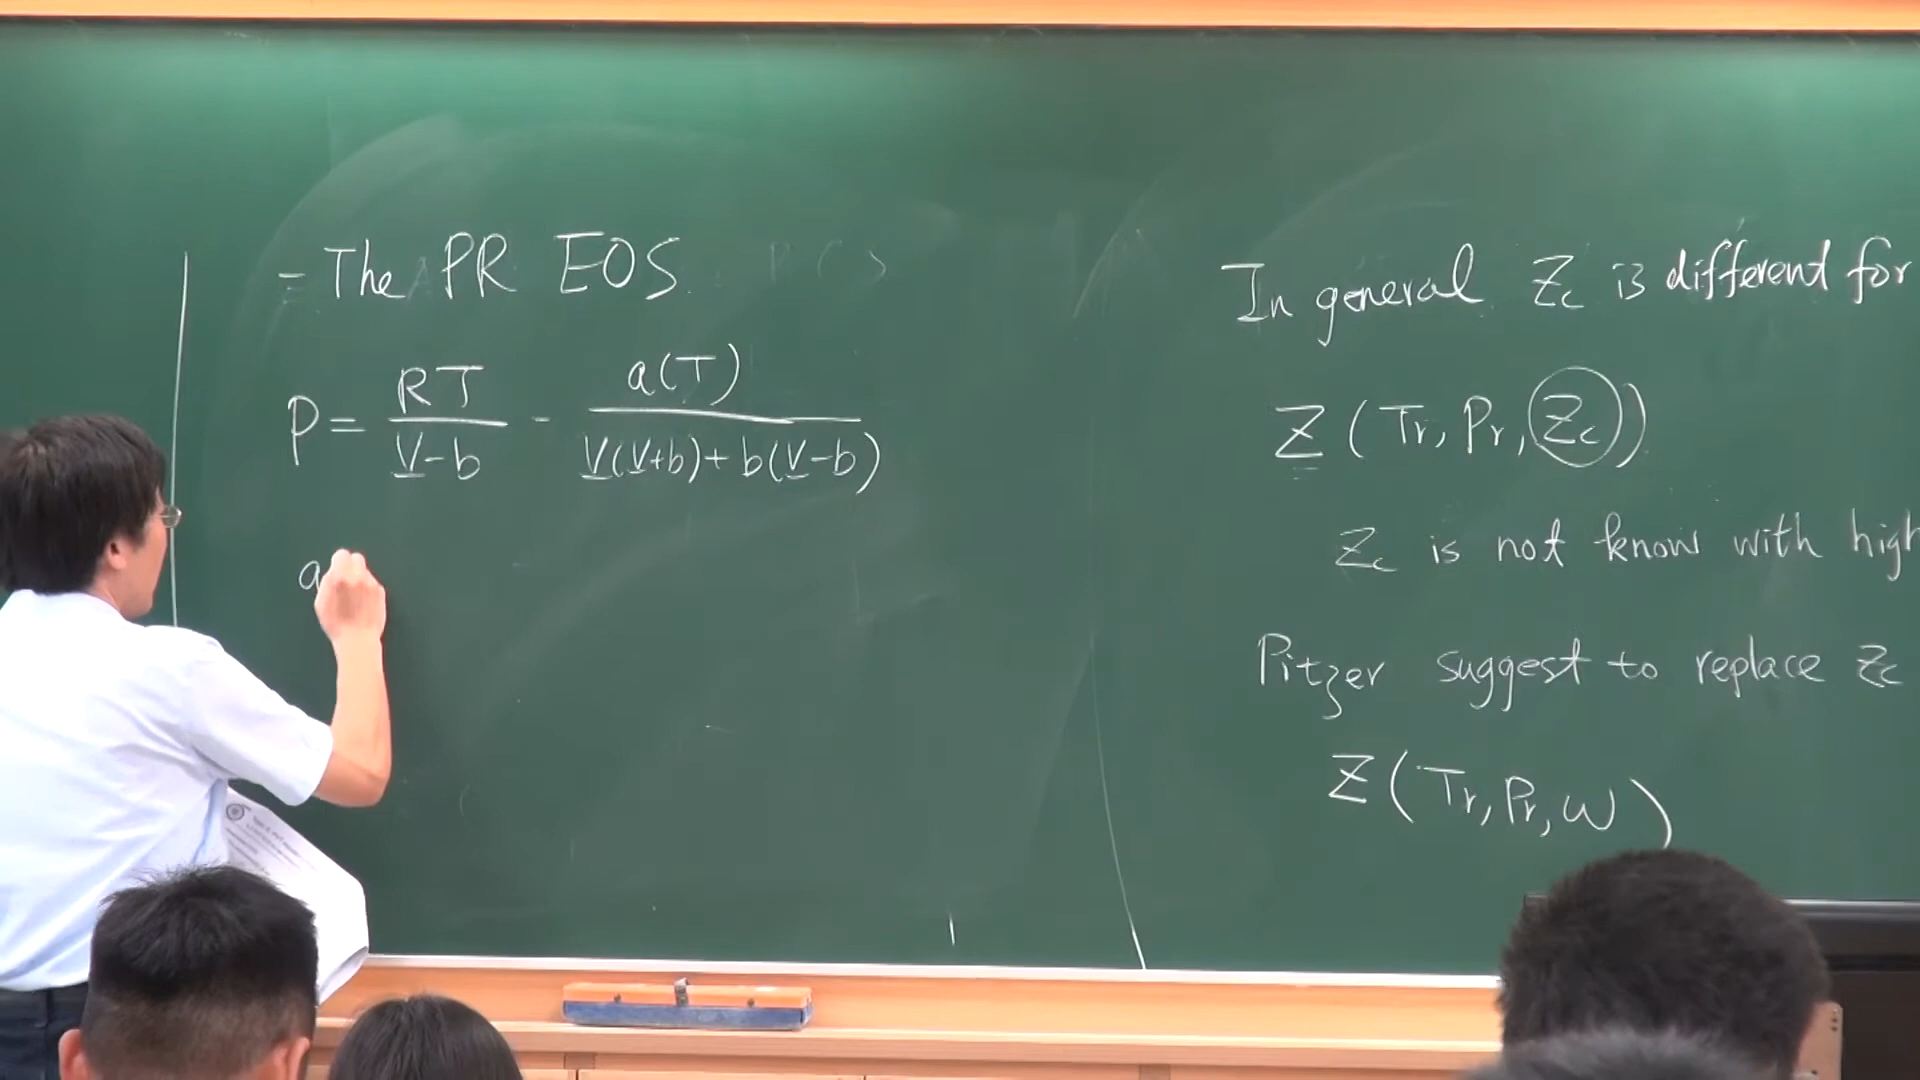 - The PR EOS
P = RT / (V-b) - a(T) / (V(V+b)+b(V-b))
a
In general Zc is different for
Z(Tr, Pr, Zc)
Zc is not know with high
Pitzer suggest to replace Zc
Z(Tr, Pr, ω)